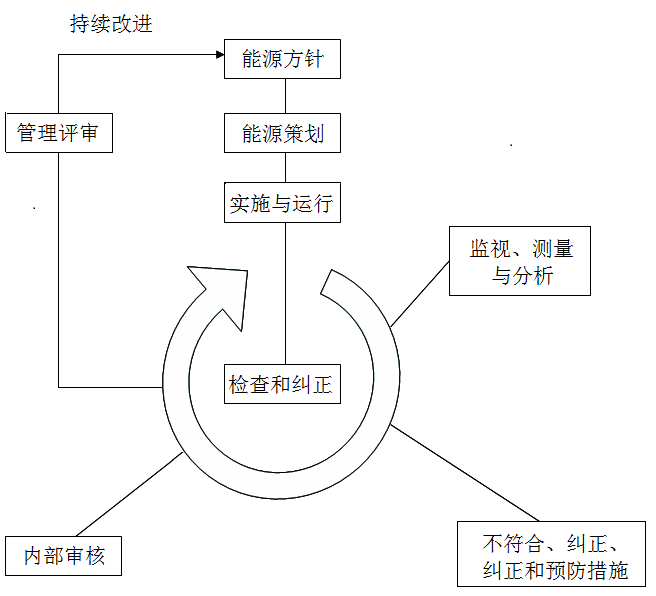 持续改进
能源方针
管理评审
能源策划
实施与运行
监视、测量
与分析
检查和纠正
内部审核
不符合、纠正、
纠正和预防措施